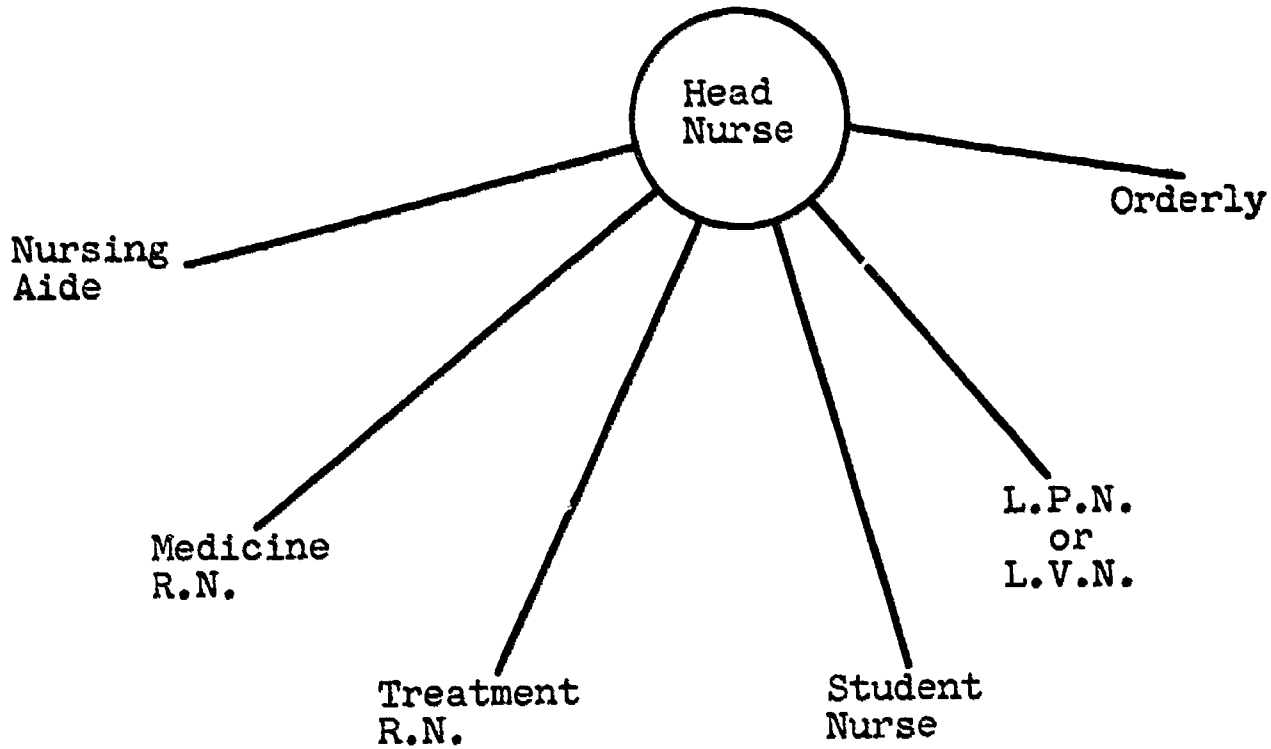 Head
Nurse
Orderly
Nursing
Aide
L.P.N.
or
L.V.N.
Medicine
R.N.
Treatment
R.N.
Student
Nurse